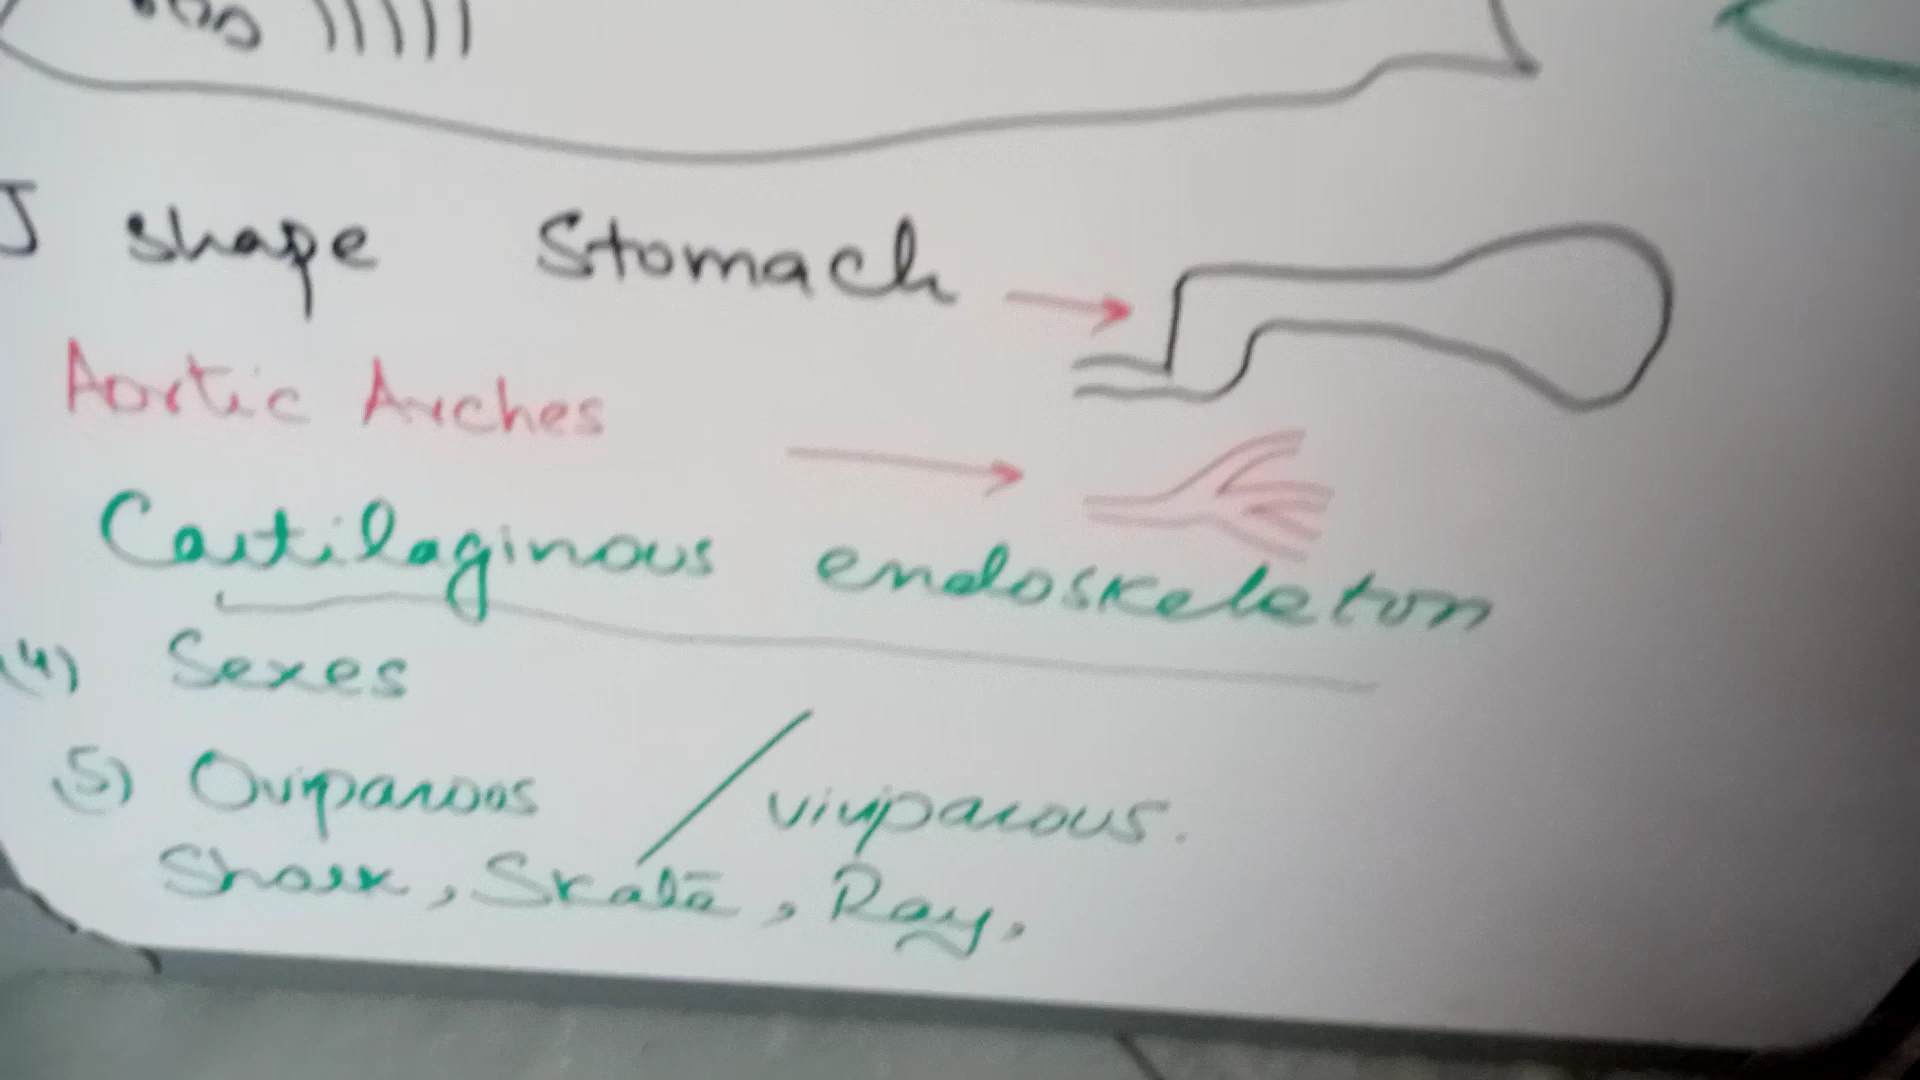 J shape Stomach
Aortic Arches
Cartilaginous endoskeleton
(4) Sexes
(5) Oviparous / viviparous.
Shark, Skate, Ray,